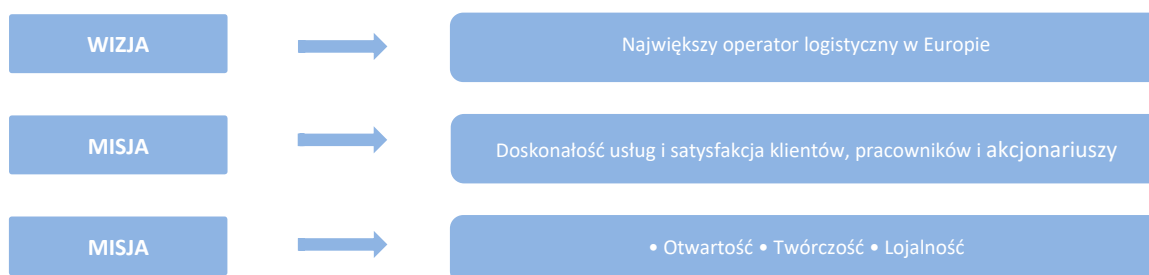 WIZJA
Największy operator logistyczny w Europie
MISJA
Doskonałość usług i satysfakcja klientów, pracowników i akcjonariuszy
MISJA
• Otwartość • Twórczość • Lojalność